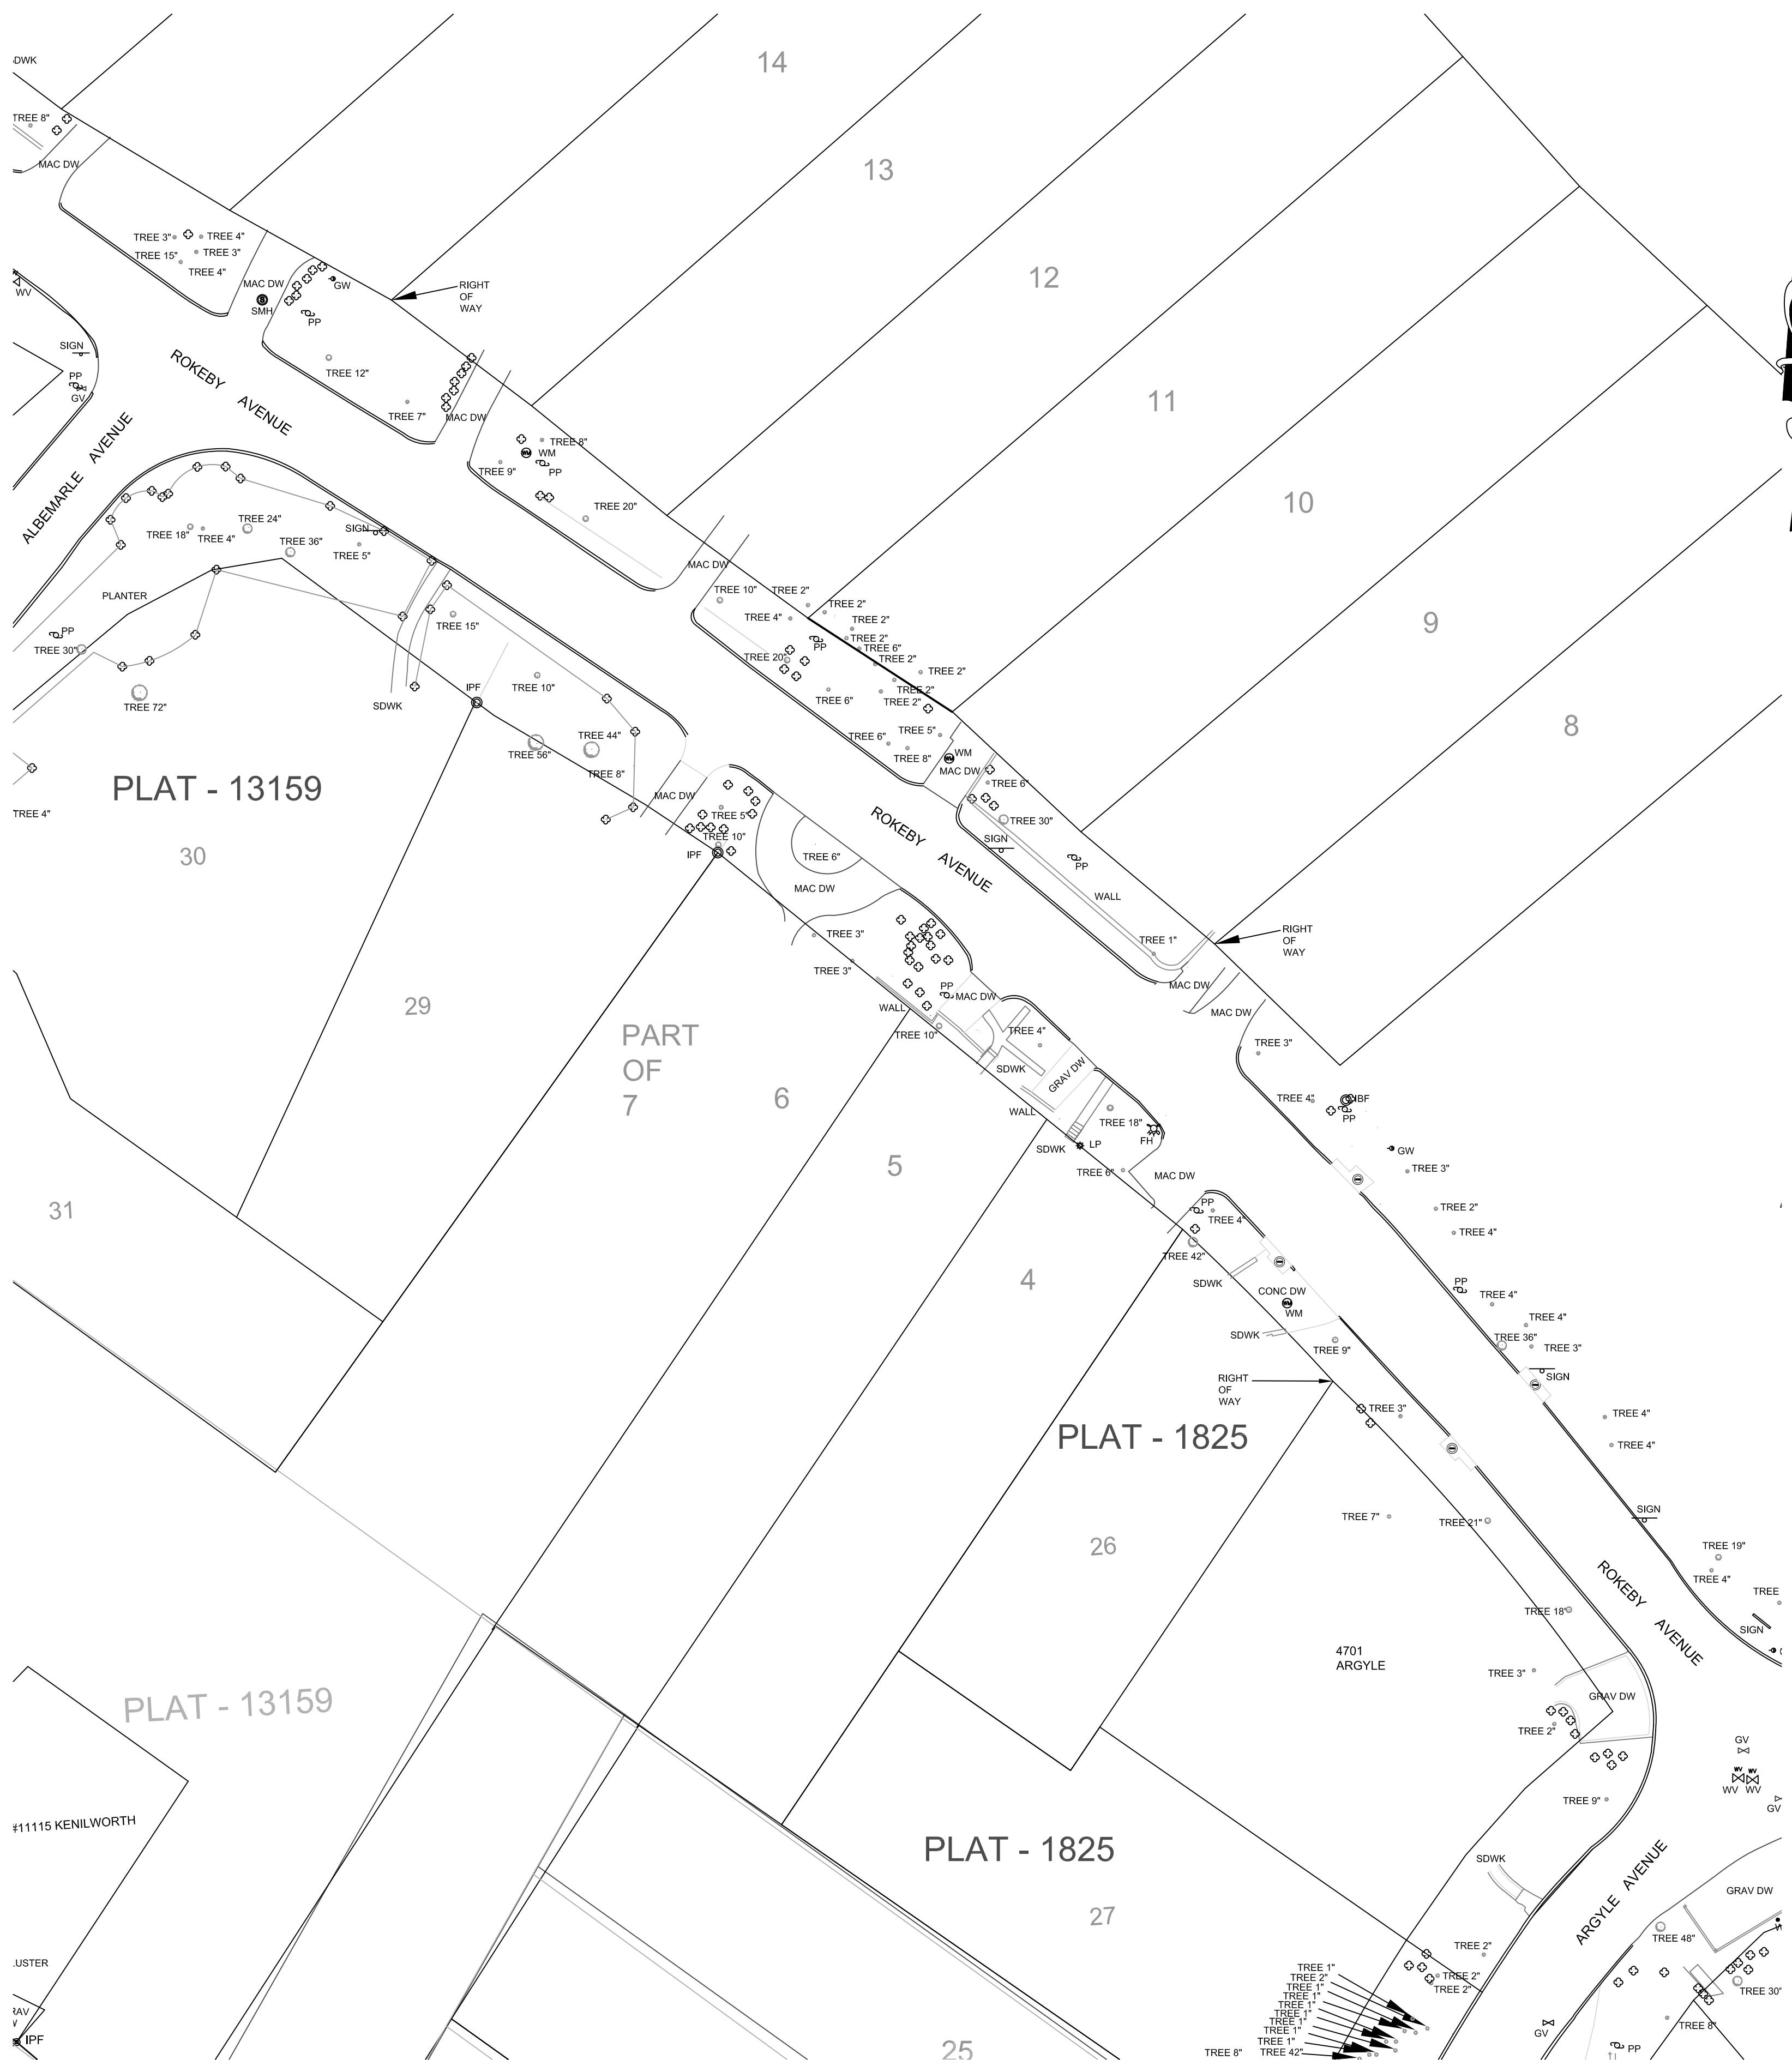 14
TREE 8"
MAC DW
13
TREE 3"
TREE 4"
TREE 15"
TREE 3"
TREE 4"
MAC DW
SMH
GW
PP
RIGHT
OF
WAY
12
WV
SIGN
PP
GV
ROKEBY AVENUE
TREE 12"
TREE 7"
MAC DW
11
ALBEMARLE AVENUE
TREE 8"
WM
PP
TREE 9"
TREE 20"
10
TREE 18"
TREE 4"
TREE 24"
TREE 36"
SIGN
TREE 5"
MAC DW
PLANTER
TREE 15"
TREE 10"
TREE 2"
TREE 2"
TREE 4"
TREE 2"
TREE 2"
PP
TREE 6"
TREE 2"
TREE 20"
TREE 2"
TREE 2"
TREE 2"
TREE 6"
9
PP
TREE 30"
TREE 72"
SDWK
IPF
TREE 10"
TREE 56"
TREE 44"
TREE 8"
TREE 5"
TREE 6"
TREE 8"
WM
MAC DW
8
PLAT - 13159
MAC DW
TREE 5"
TREE 10"
IPF
TREE 6"
MAC DW
ROKEBY AVENUE
TREE 6"
TREE 30"
SIGN
PP
WALL
TREE 4"
30
TREE 1"
RIGHT
OF
WAY
TREE 3"
TREE 3"
29
WALL
PP
MAC DW
TREE 10"
TREE 4"
SDWK
GRAV DW
WALL
MAC DW
MAC DW
PART
OF
7
6
TREE 3"
TREE 4"
PP
GW
TREE 18"
FH
LP
SDWK
TREE 6"
MAC DW
5
TREE 3"
TREE 2"
TREE 4"
31
PP
TREE 4"
TREE 42"
SDWK
CONC DW
WM
4
SDWK
TREE 9"
PP
TREE 4"
TREE 4"
TREE 36"
TREE 3"
SIGN
RIGHT
OF
WAY
TREE 3"
PLAT - 1825
TREE 4"
TREE 4"
TREE 7"
TREE 21"
SIGN
26
TREE 19"
TREE 4"
TREE
ROKEBY AVENUE
TREE 18"
SIGN
4701
ARGYLE
TREE 3"
GRAV DW
TREE 2"
PLAT - 13159
GV
WV
WV
WV WV
GV
TREE 9"
#11115 KENILWORTH
PLAT - 1825
SDWK
ARGYLE AVENUE
GRAV DW
27
TREE 48"
TREE 2"
TREE 2"
TREE 2"
TREE 30"
TREE 1"
TREE 2"
TREE 1"
TREE 1"
TREE 1"
TREE 1"
TREE 1"
TREE 1"
TREE 1"
TREE 8"
TREE 42"
IPF
GV
PP
TREE 8"
25